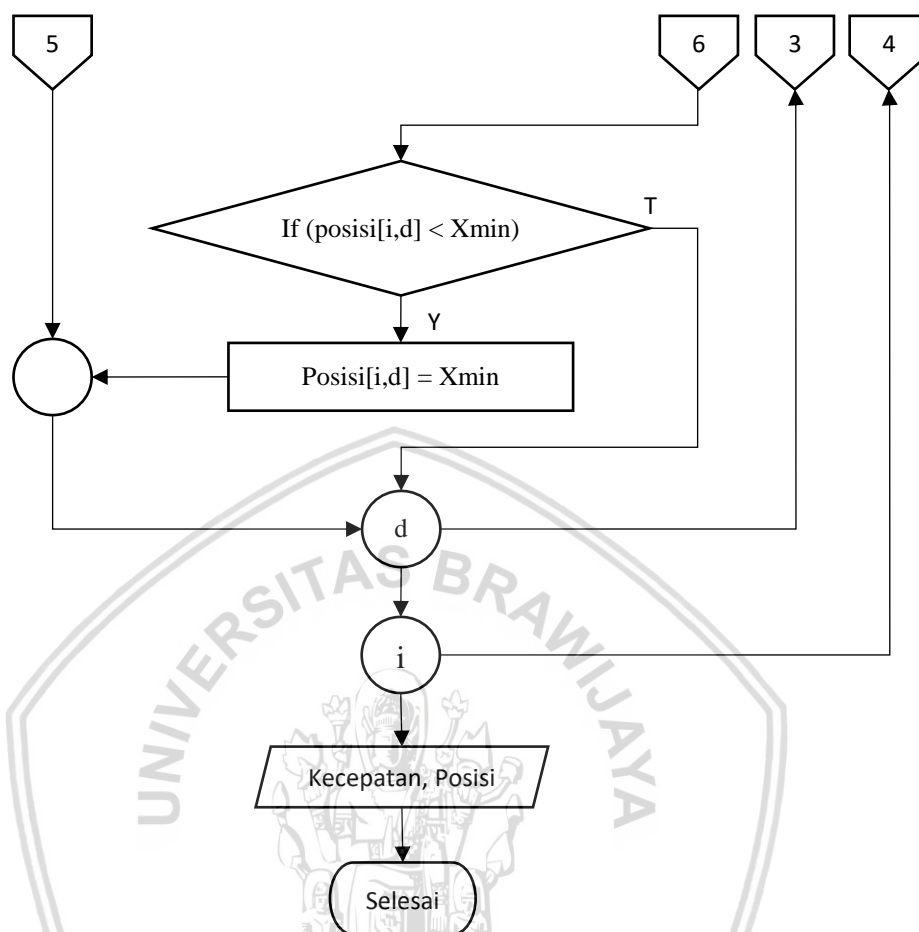 5
6
3
4
If (posisi[i,d] < Xmin)
T
Y
Posisi[i,d] = Xmin
d
i
Kecepatan, Posisi
Selesai
UNIVERSITAS BRAWIJAYA